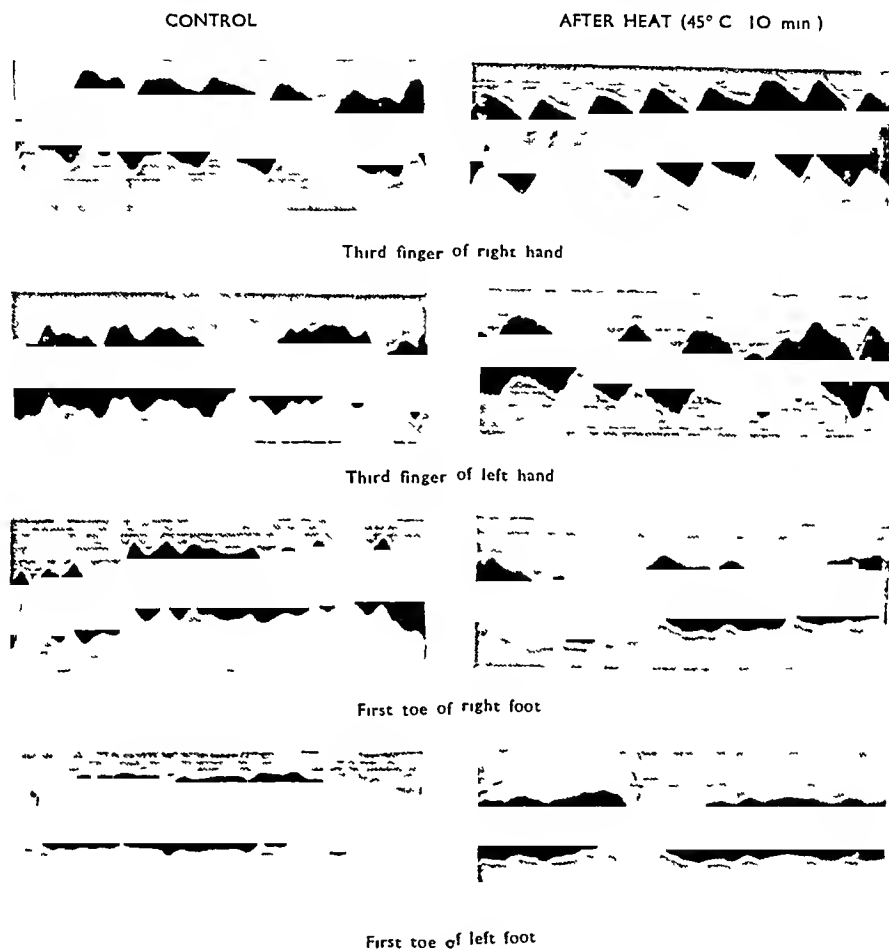 CONTROL
AFTER HEAT (45° C 10 min )
Third finger of right hand
Third finger of left hand
First toe of right foot
First toe of left foot